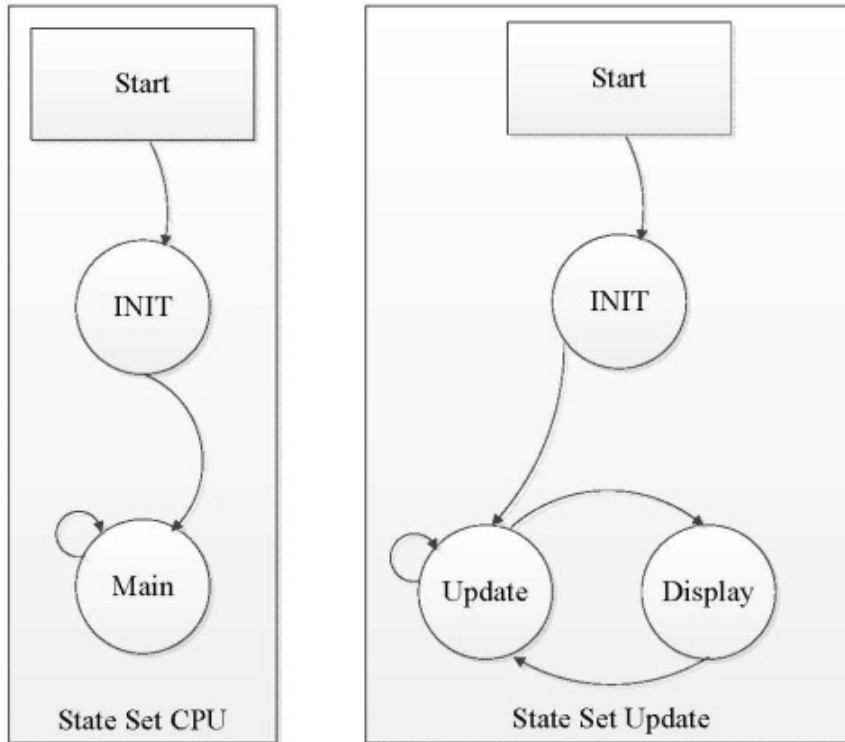 Start
INIT
Main
State Set CPU
Start
INIT
Update
Display
State Set Update